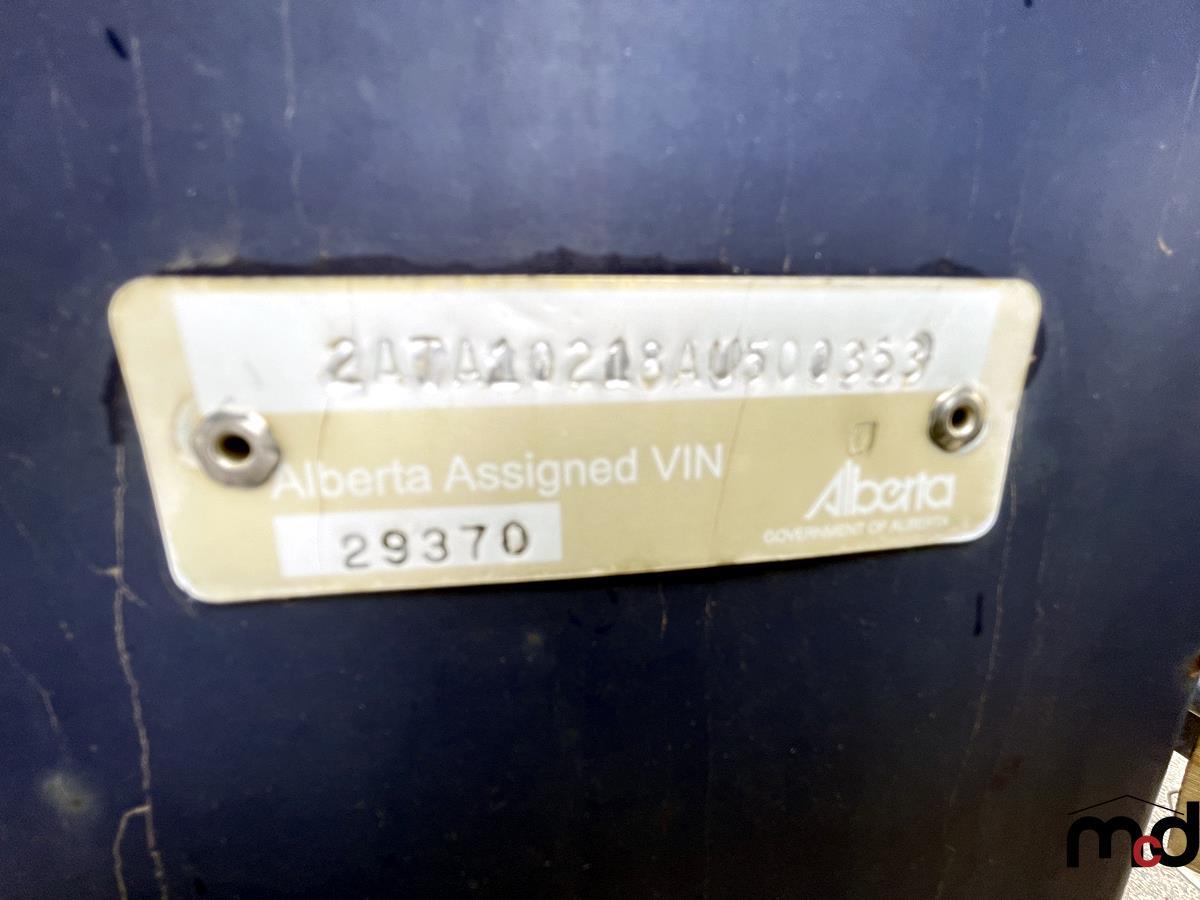 2ATA10218AU500353
Alberta Assigned VIN
29370
Alberta
GOVERNMENT OF ALBERTA
mcd